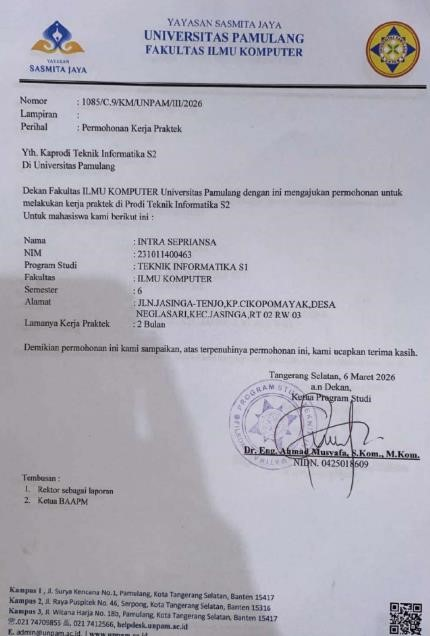 YAYASAN SASMITA JAYA
UNIVERSITAS PAMULANG
FAKULTAS ILMU KOMPUTER
YAYASAN
SASMITA JAYA
Nomor : 1085/C.9/KM/UNPAM/III/2026
Lampiran :
Perihal : Permohonan Kerja Praktek
Yth. Kaprodi Teknik Informatika S2
Di Universitas Pamulang
Dekan Fakultas ILMU KOMPUTER Universitas Pamulang dengan ini mengajukan permohonan untuk
melakukan kerja praktek di Prodi Teknik Informatika S2
Untuk mahasiswa kami berikut ini :
Nama : INTRA SEPRIANSA
NIM : 231011400463
Program Studi : TEKNIK INFORMATIKA S1
Fakultas : ILMU KOMPUTER
Semester : 6
Alamat : JLN.JASINGA-TENJO,KP.CIKOPOMAYAK,DESA
NEGLASARI,KEC.JASINGA,RT 02 RW 03
Lamanya Kerja Praktek : 2 Bulan
Demikian permohonan ini kami sampaikan, atas terpenuhinya permohonan ini, kami ucapkan terima kasih.
Tangerang Selatan, 6 Maret 2026
a.n Dekan,
Ketua Program Studi
PROGRAM STUDI
Dr. Eng. Ahmad Musyafa, S.Kom., M.Kom.
NIDN. 0425018609
Tembusan :
1. Rektor sebagai laporan
2. Ketua BAAPM
Kampus 1, Jl. Surya Kencana No.1, Pamulang, Kota Tangerang Selatan, Banten 15417
Kampus 2, Jl. Raya Puspitek No. 46, Serpong, Kota Tangerang Selatan, Banten 15316
Kampus 3, Jl. Witana Harja No. 18b, Pamulang, Kota Tangerang Selatan, Banten 15417
021 74709855 021 7412566, helpdesk.unpam.ac.id
E. admin@unpam.ac.id, I www.unpam.ac.id